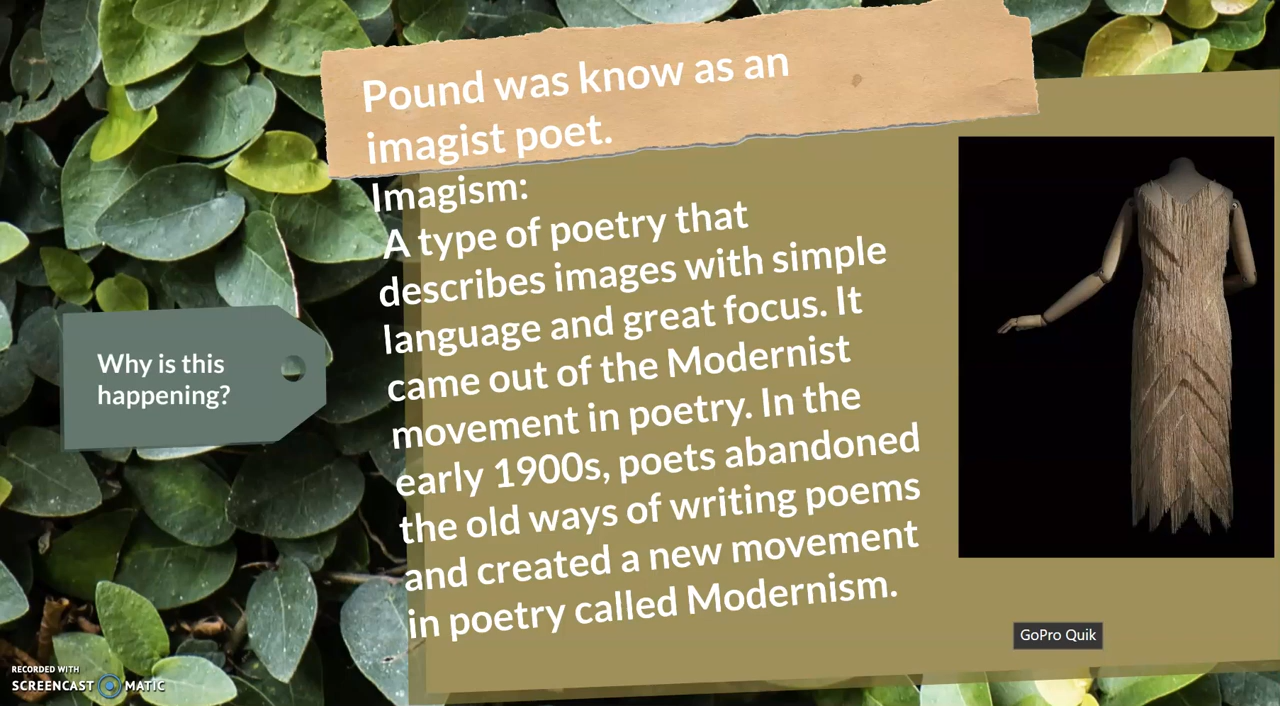 Pound was know as an
imagist poet.
Imagism:
A type of poetry that
describes images with simple
language and great focus. It
came out of the Modernist
movement in poetry. In the
early 1900s, poets abandoned
the old ways of writing poems
and created a new movement
in poetry called Modernism.
Why is this
happening?
GoPro Quik
RECORDED WITH
SCREENCAST MATIC